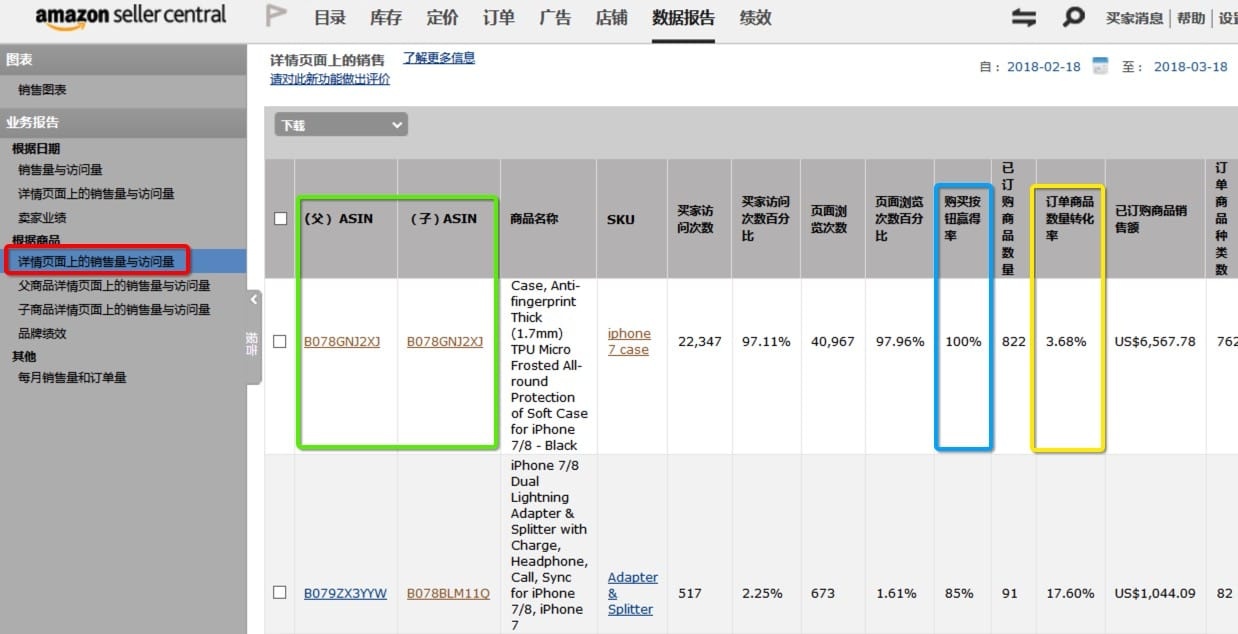 amazon seller central
目录 库存 定价 订单 广告 店铺 数据报告 绩效
买家消息 | 帮助 | 设
图表
销售图表
业务报告
根据日期
销售量与访问量
详情页面上的销售量与访问量
卖家业绩
根据商品
详情页面上的销售量与访问量
父商品详情页面上的销售量与访问量
子商品详情页面上的销售量与访问量
品牌绩效
其他
每月销售量和订单量
详情页面上的销售 了解更多信息
请对此新功能做出评价
自: 2018-02-18 至: 2018-03-18
下载
(父) ASIN
(子) ASIN
商品名称
SKU
买家访
问次数
买家访问
次数百分
比
页面浏
览次数
页面浏览
次数百分
比
购买按
钮赢得
率
已
订
购
商
品
数
量
订单商品
数量转化
率
已订购商品销
售额
订
单
商
品
种
类
数
B078GNJ2XJ
B078GNJ2XJ
Case, Anti-
fingerprint
Thick
(1.7mm)
TPU Micro
Frosted All-
round
Protection
of Soft Case
for iPhone
7/8 - Black
iphone
7 case
22,347
97.11%
40,967
97.96%
100%
822
3.68%
US$6,567.78
762
B079ZX3YYW
B078BLM11Q
iPhone 7/8
Dual
Lightning
Adapter &
Splitter with
Charge,
Headphone,
Call, Sync
for iPhone
7/8, iPhone
7
Adapter
&
Splitter
517
2.25%
673
1.61%
85%
91
17.60%
US$1,044.09
82